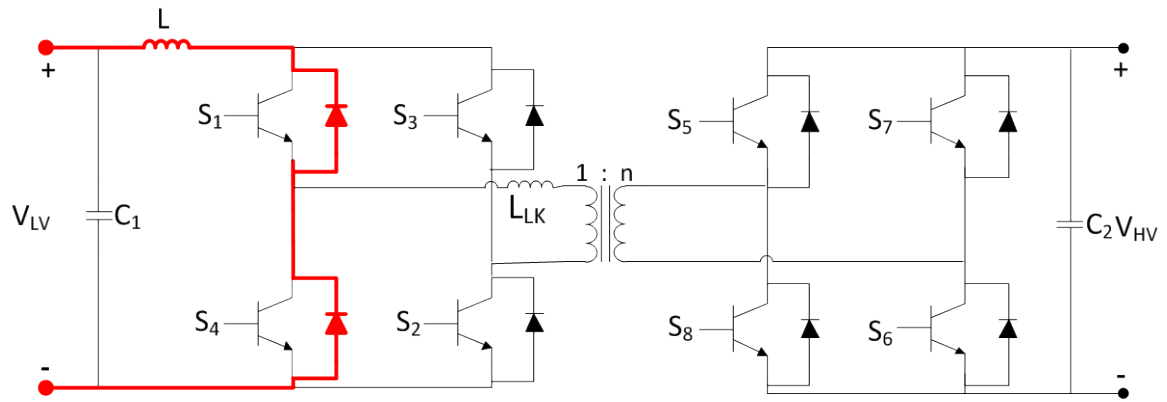 L
+
+
S1
S3
S5
S7
1 : n
VLV
C1
LLK
C2
VHV
S4
S2
S8
S6
-
-